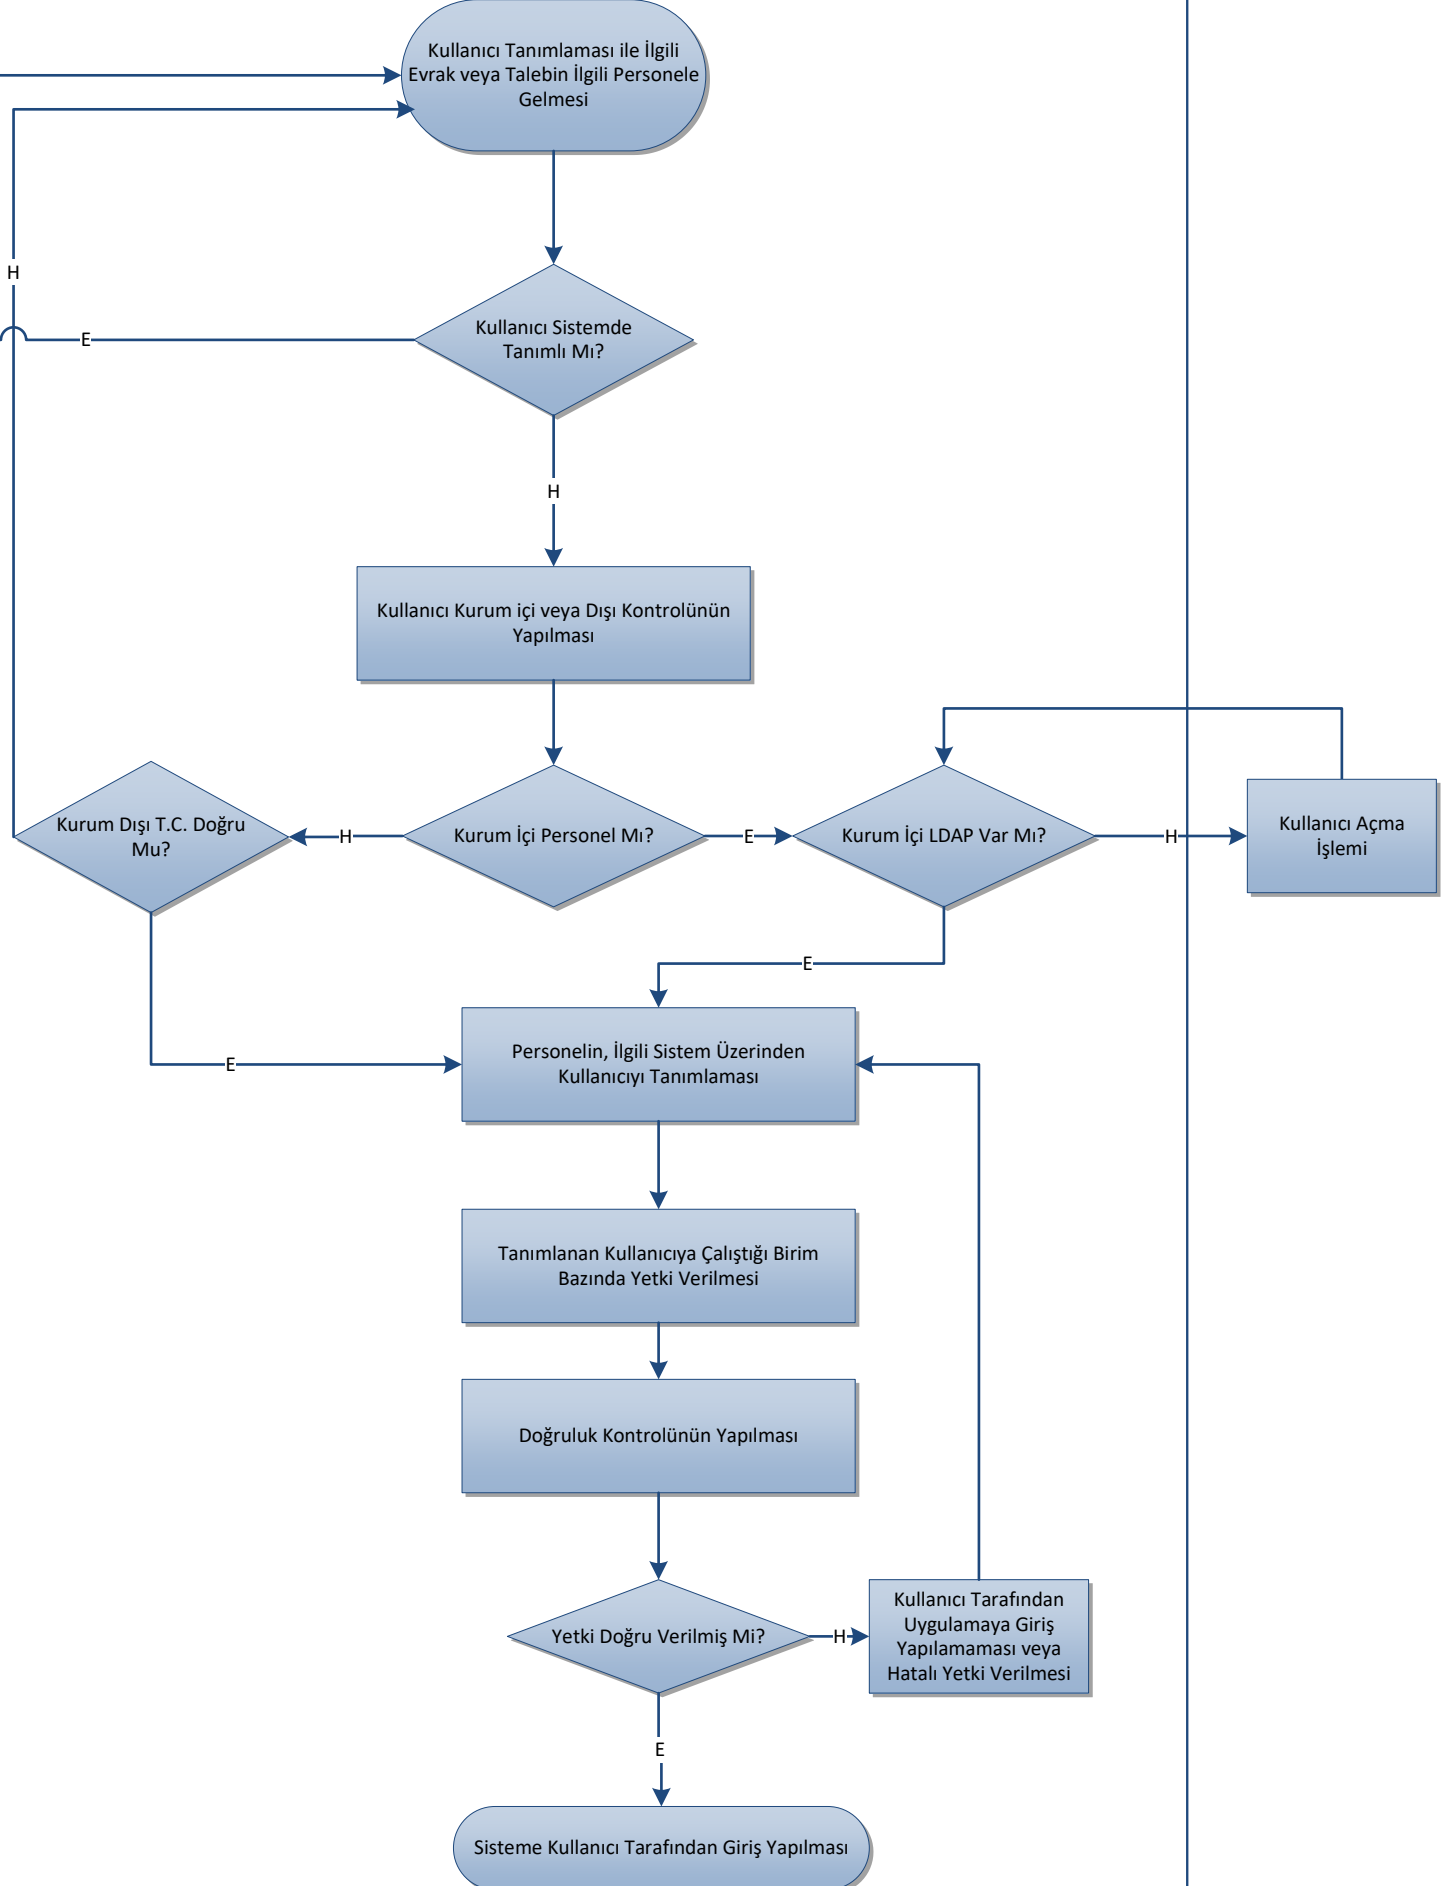 Kullanıcı Tanımlaması ile İlgili
Evrak veya Talebin İlgili Personele
Gelmesi
H
Kullanıcı Sistemde
Tanımlı Mı?
E
H
Kullanıcı Kurum içi veya Dışı Kontrolünün
Yapılması
Kurum Dışı T.C. Doğru
Mu?
H
Kurum İçi Personel Mı?
E
Kurum İçi LDAP Var Mı?
H
Kullanıcı Açma
İşlemi
E
E
Personelin, İlgili Sistem Üzerinden
Kullanıcıyı Tanımlaması
Tanımlanan Kullanıcıya Çalıştığı Birim
Bazında Yetki Verilmesi
Doğruluk Kontrolünün Yapılması
Yetki Doğru Verilmiş Mi?
H
Kullanıcı Tarafından
Uygulamaya Giriş
Yapılamaması veya
Hatalı Yetki Verilmesi
E
Sisteme Kullanıcı Tarafından Giriş Yapılması